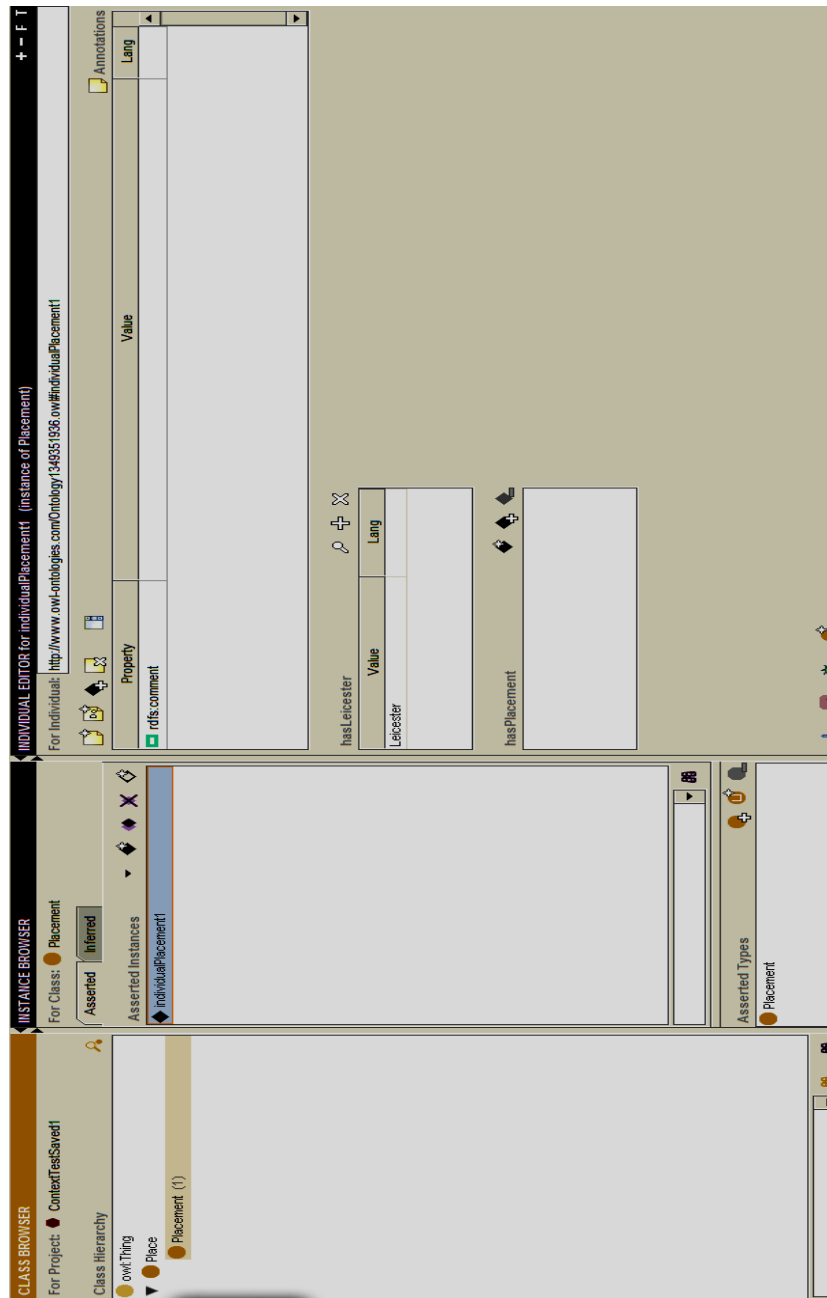 CLASS BROWSER
For Project: ContextTestSaved1
Class Hierarchy
owl:Thing
Place
Placement (1)
INSTANCE BROWSER
For Class: Placement
Asserted Inferred
Asserted Instances
individualPlacement1
Asserted Types
Placement
INDIVIDUAL EDITOR for individualPlacement1 (instance of Placement) + − F T
For Individual: http://www.owl-ontologies.com/Ontology1349351936.owl#individualPlacement1
Annotations
Property Value Lang
rdfs:comment
hasLeicester
Value Lang
Leicester
hasPlacement